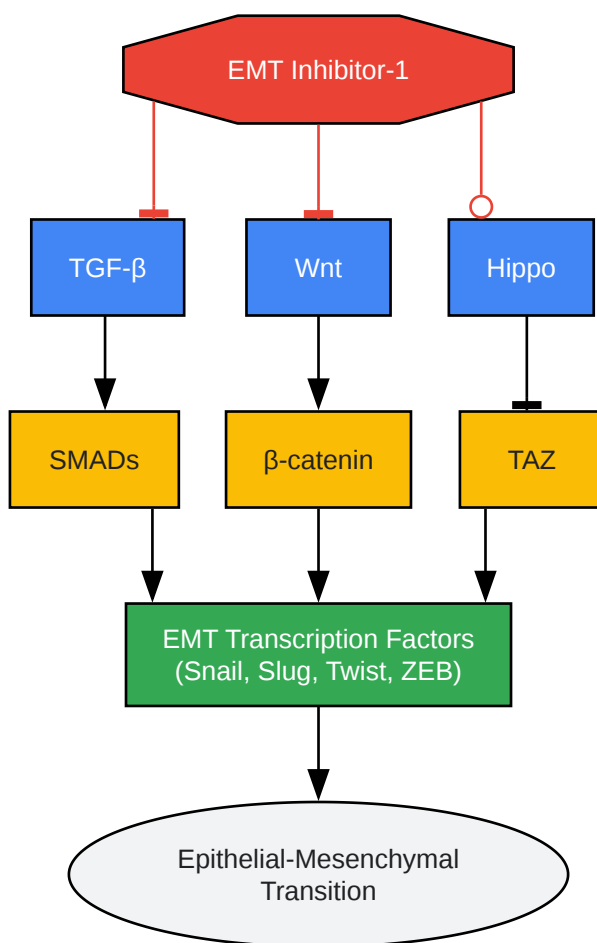 EMT Inhibitor-1
TGF-β
Wnt
Hippo
SMADs
β-catenin
TAZ
EMT Transcription Factors
(Snail, Slug, Twist, ZEB)
Epithelial-Mesenchymal
Transition